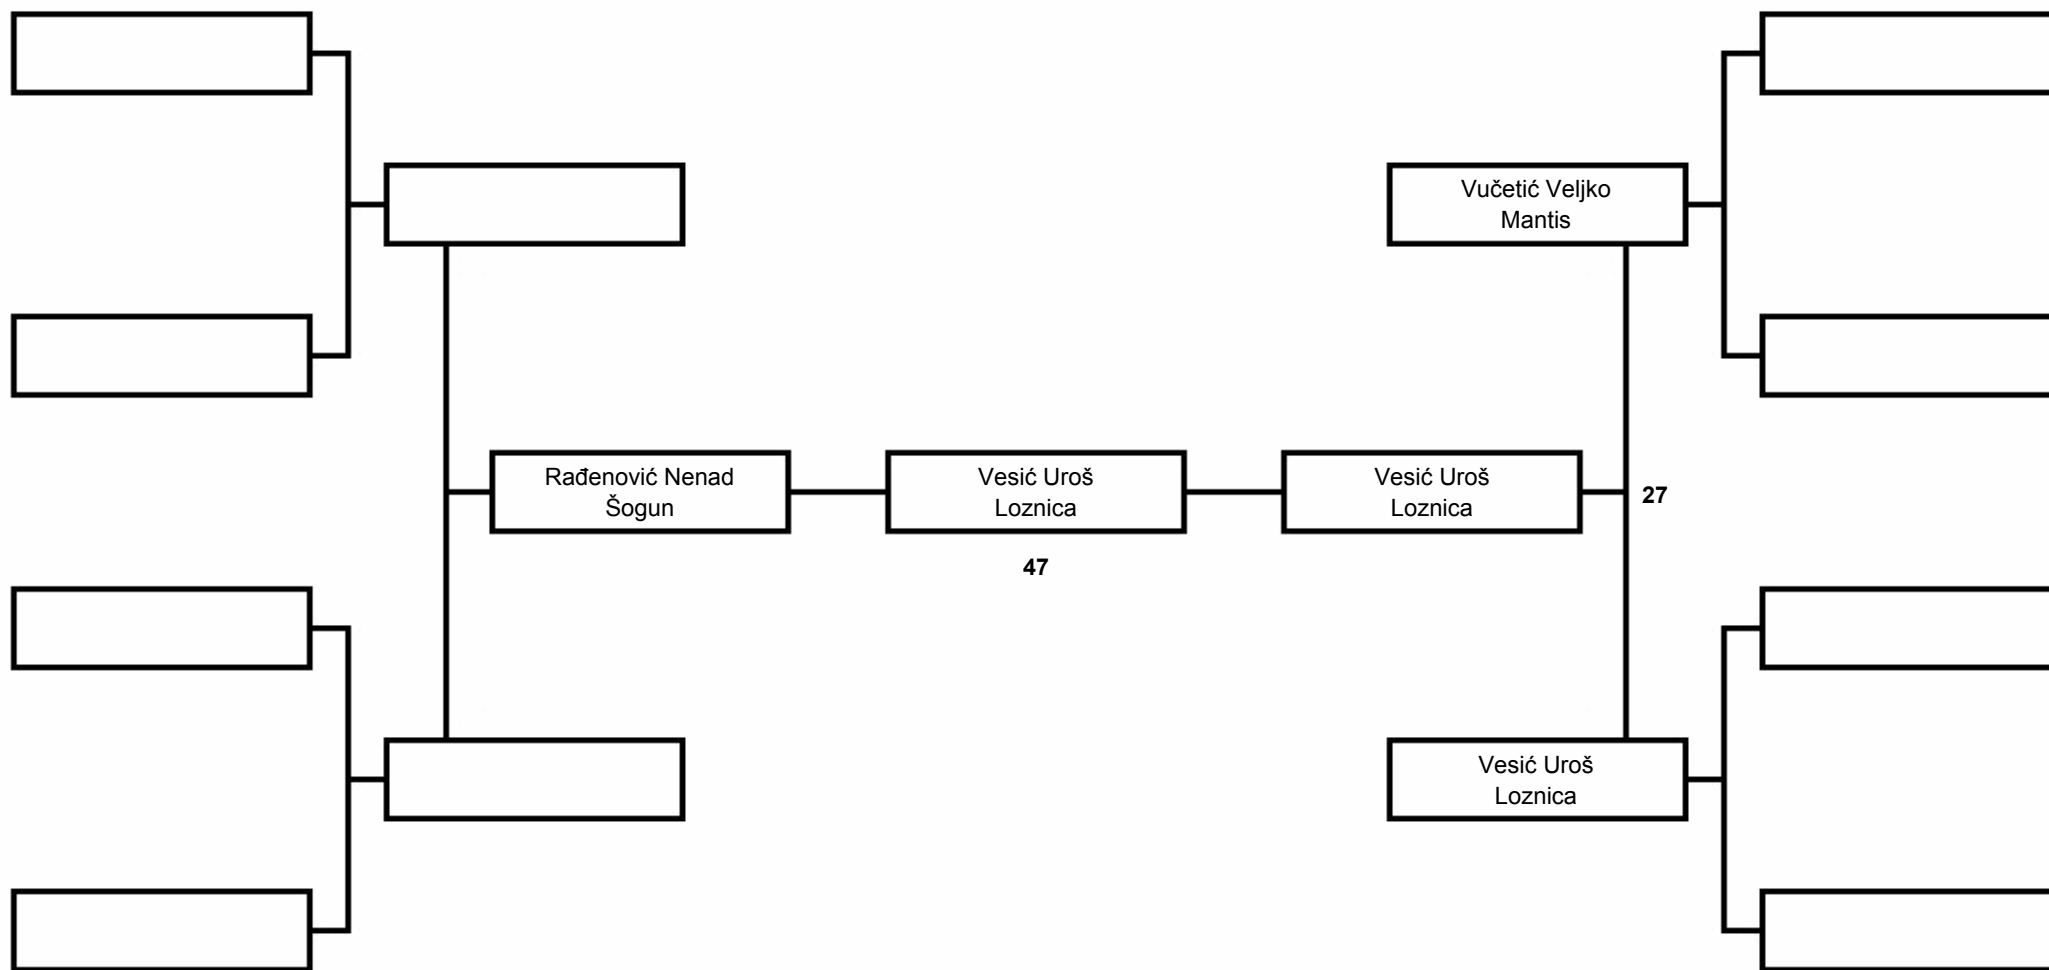 Vučetić Veljko
Mantis
Rađenović Nenad
Šogun
Vesić Uroš
Loznica
Vesić Uroš
Loznica
27
47
Vesić Uroš
Loznica